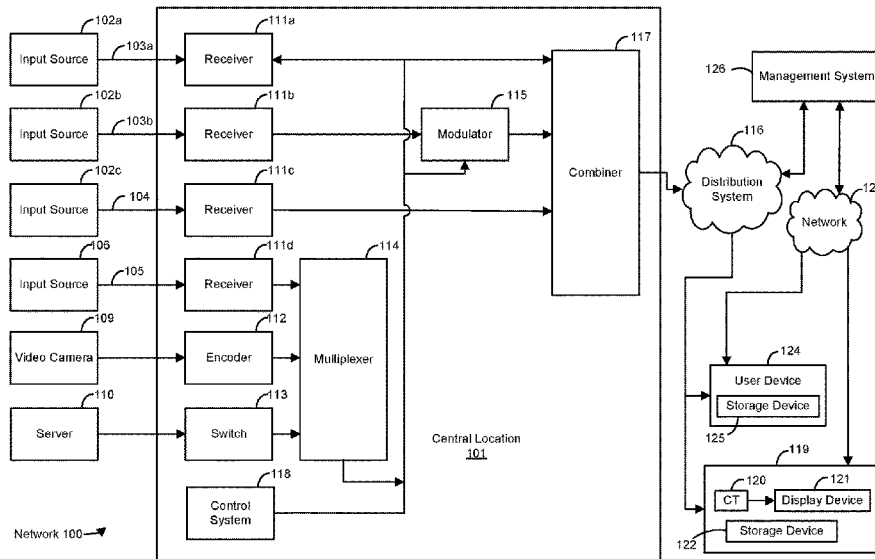 102a
103a
Input Source
111a
Receiver
117
Combiner
126
Management System
102b
103b
Input Source
111b
Receiver
115
Modulator
116
Distribution
System
102c
104
Input Source
111c
Receiver
Network
106
105
Input Source
111d
Receiver
114
Multiplexer
109
Video Camera
112
Encoder
110
Server
113
Switch
118
Control
System
Central Location
101
124
User Device
Storage Device
125
119
120
CT
121
Display Device
122
Storage Device
Network 100